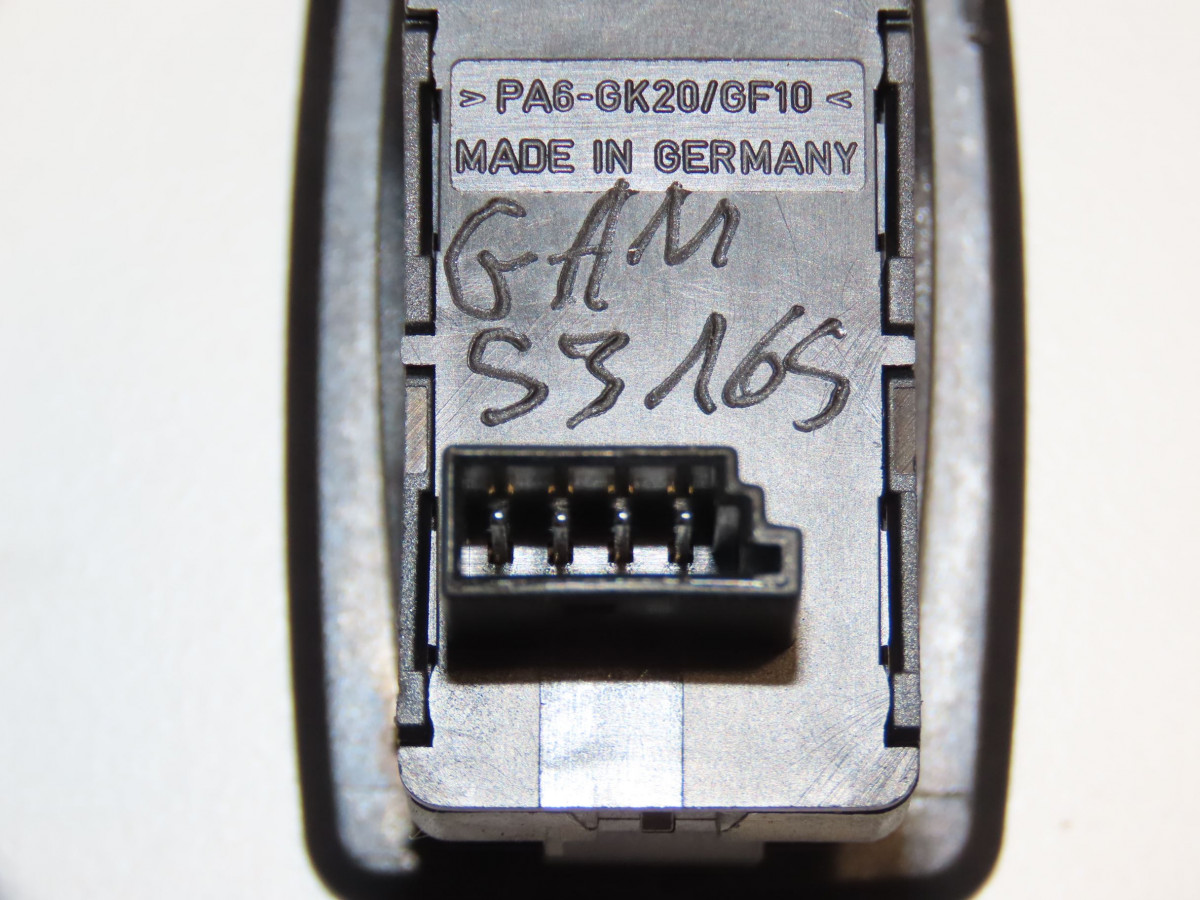 > PA6-GK20/GF10 <
MADE IN GERMANY
GAM
S3165